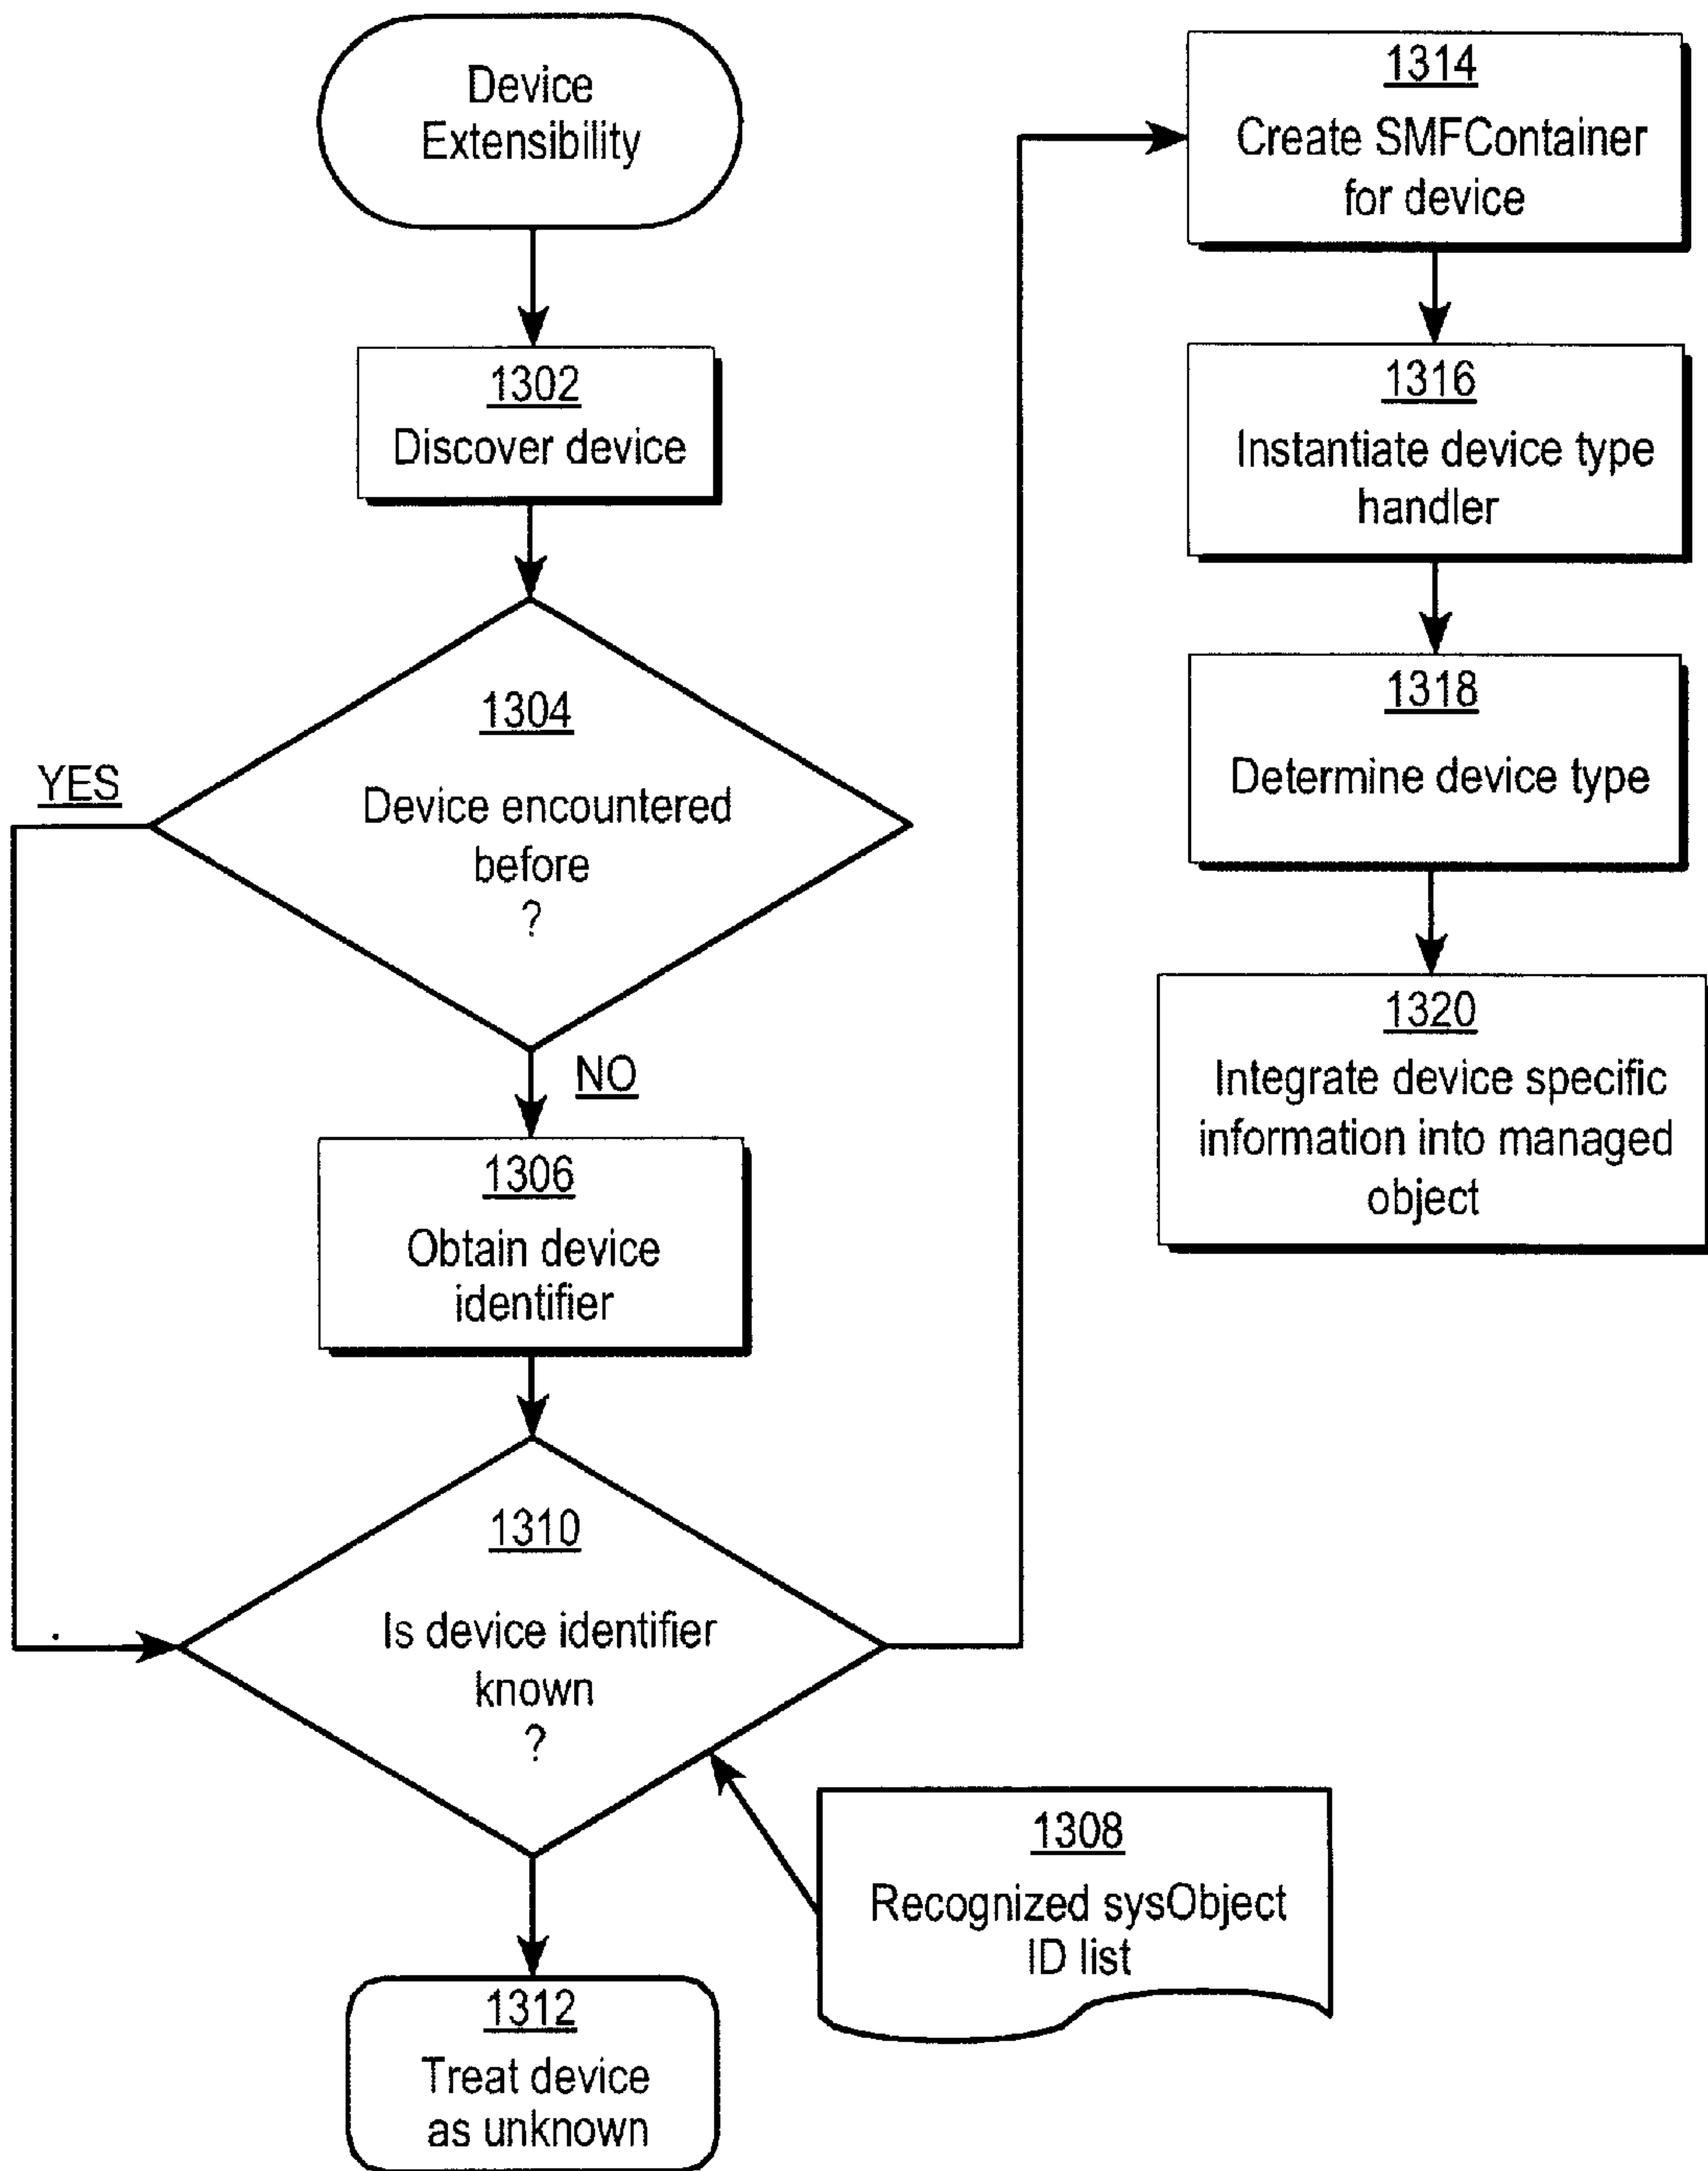 Device
Extensibility
1302
Discover device
1304
Device encountered
before
?
YES
NO
1306
Obtain device
identifier
1310
Is device identifier
known
?
1308
Recognized sysObject
ID list
1312
Treat device
as unknown
1314
Create SMFContainer
for device
1316
Instantiate device type
handler
1318
Determine device type
1320
Integrate device specific
information into managed
object